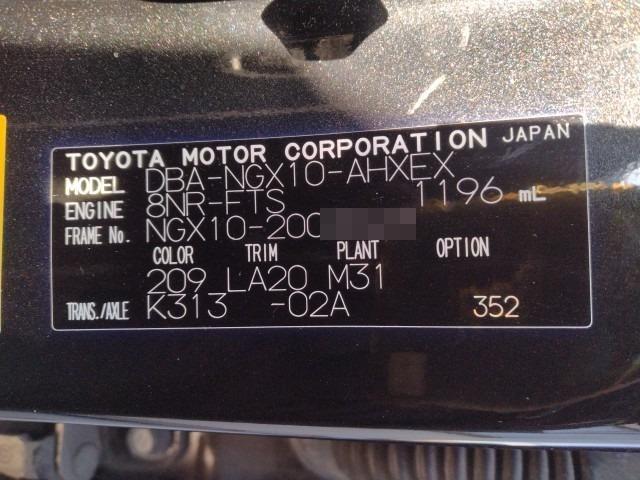 TOYOTA MOTOR CORPORATION JAPAN
MODEL DBA-NGX10-AHXEX
ENGINE 8NR-FTS 1196 mL
FRAME No. NGX10-200
COLOR TRIM PLANT OPTION
209 LA20 M31
TRANS./AXLE K313 -02A 352